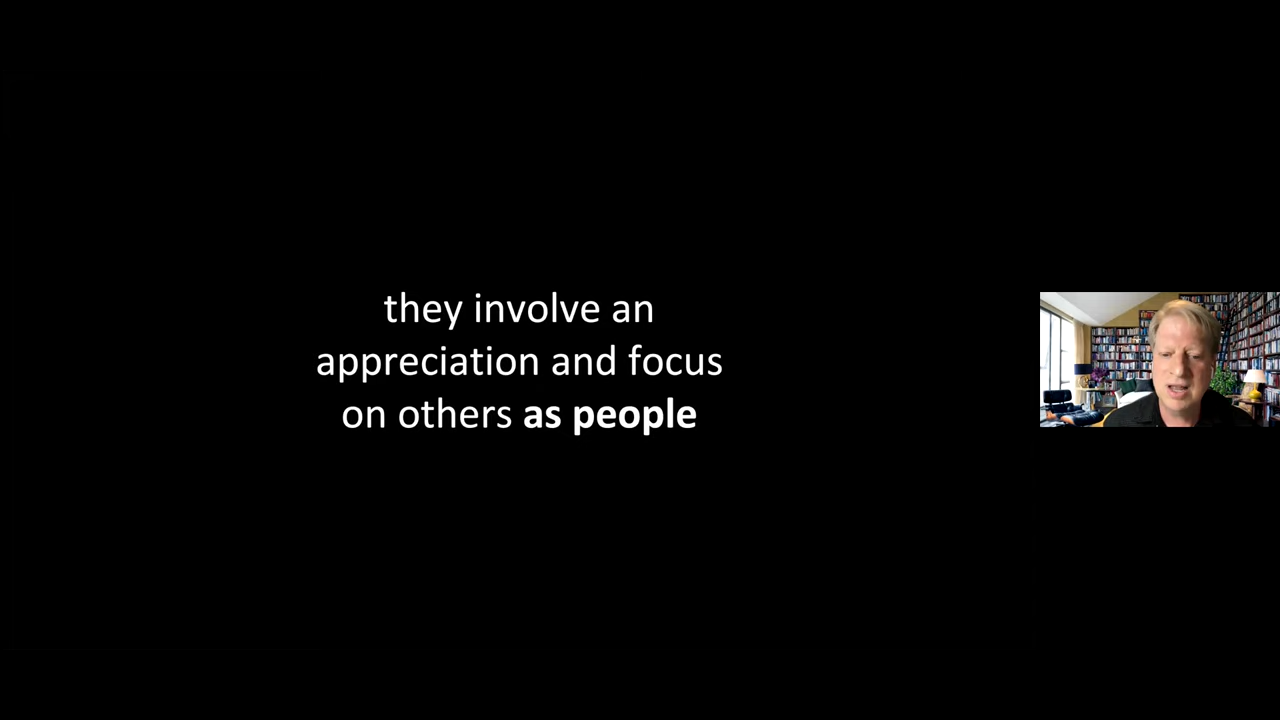 they involve an
appreciation and focus
on others as people